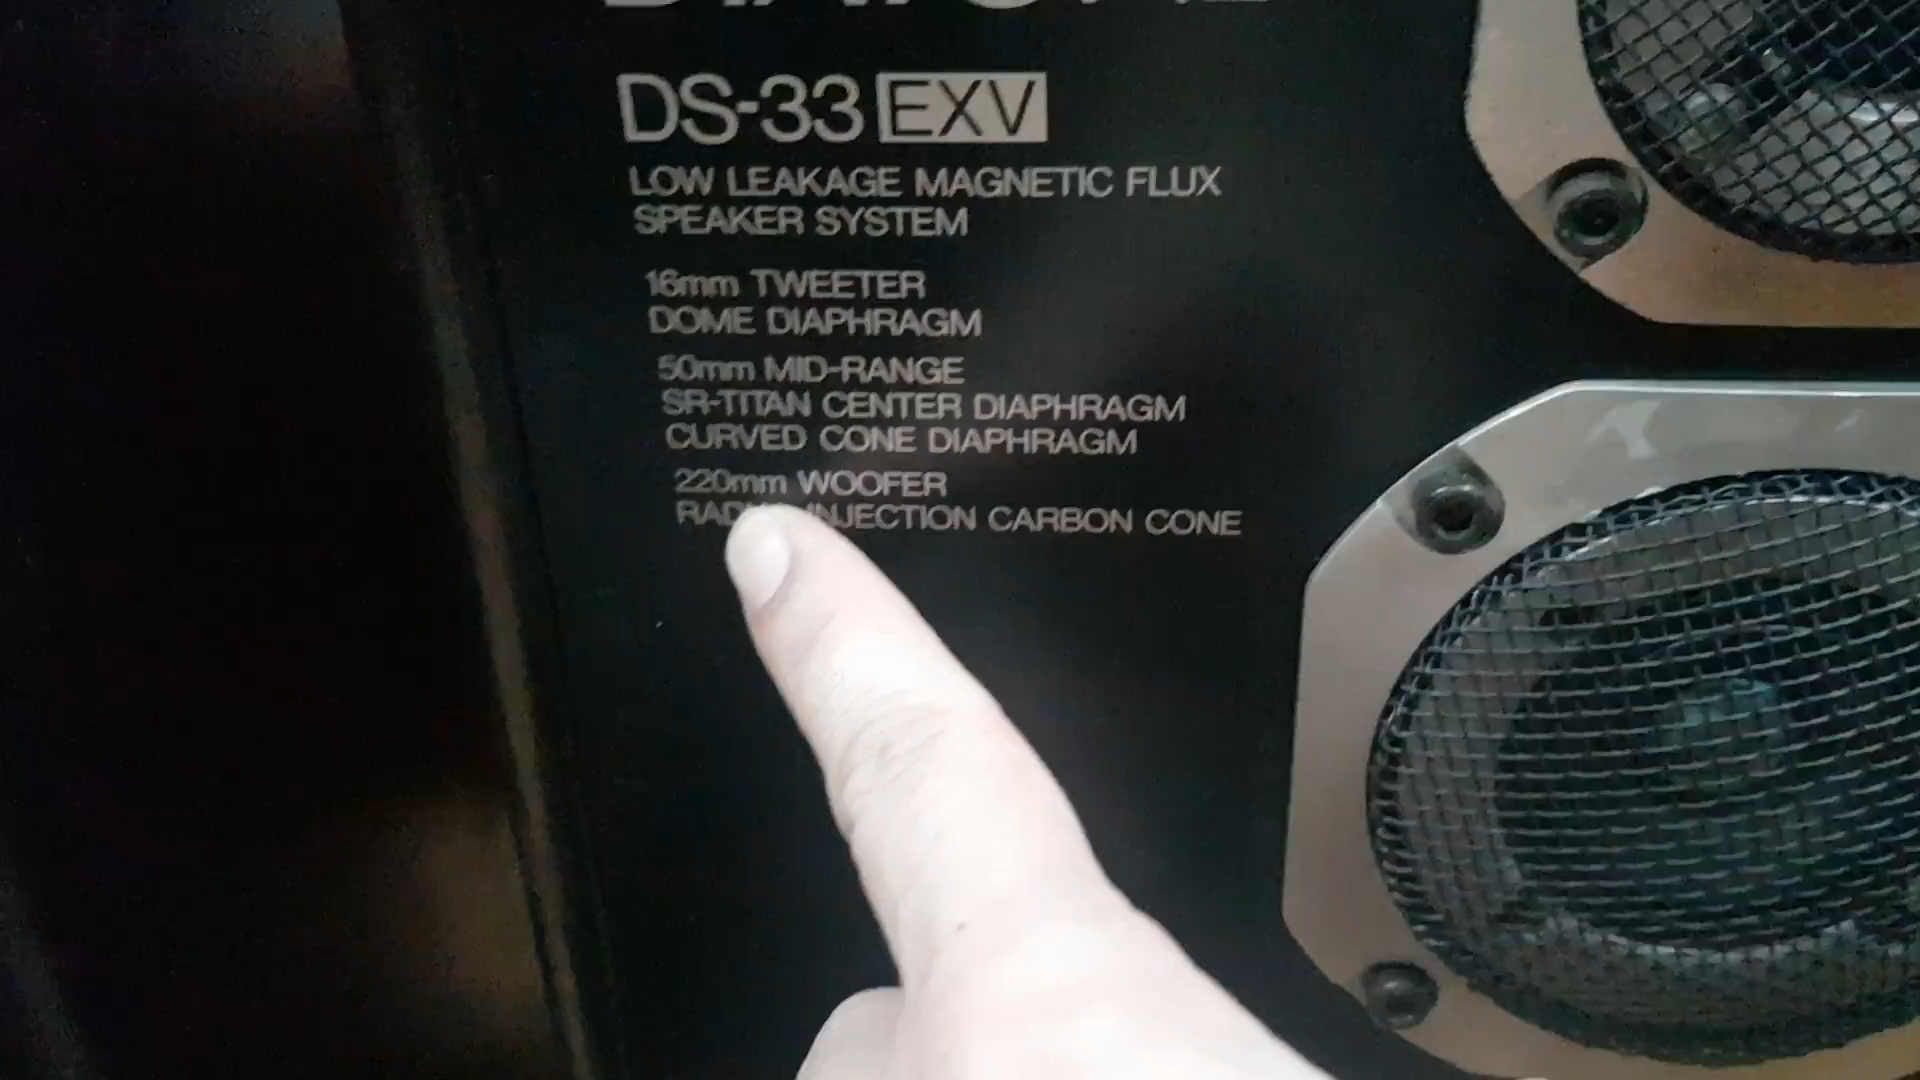 DS-33 EXV
LOW LEAKAGE MAGNETIC FLUX
SPEAKER SYSTEM
16mm TWEETER
DOME DIAPHRAGM
50mm MID-RANGE
SR-TITAN CENTER DIAPHRAGM
CURVED CONE DIAPHRAGM
220mm WOOFER
INJECTION CARBON CONE